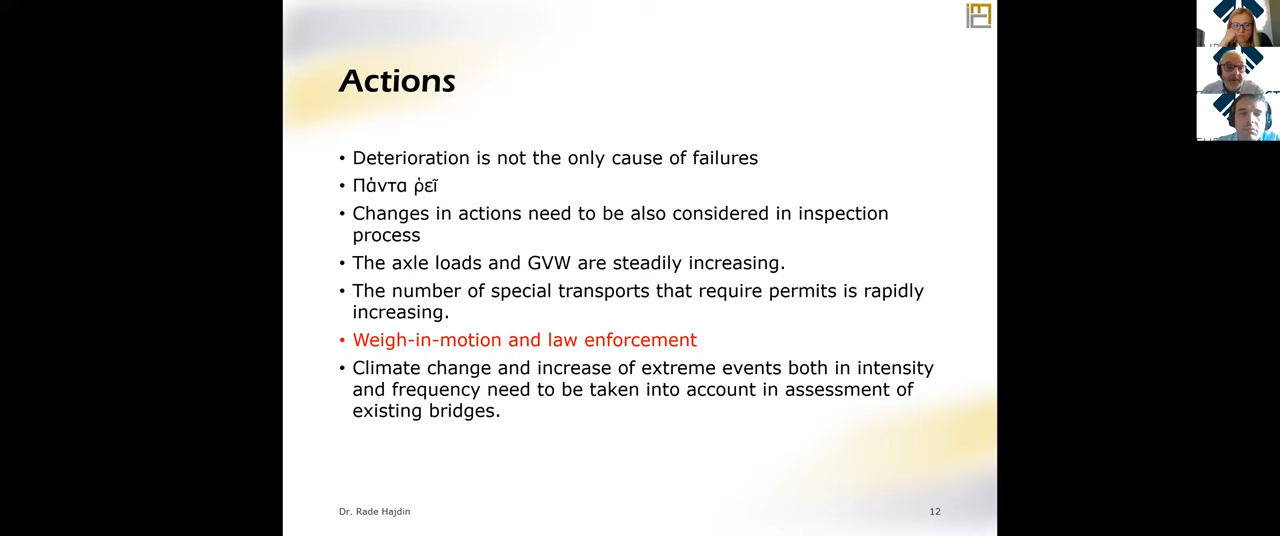 Actions
• Deterioration is not the only cause of failures
• Πάντα ῥεῖ
• Changes in actions need to be also considered in inspection
process
• The axle loads and GVW are steadily increasing.
• The number of special transports that require permits is rapidly
increasing.
• Weigh-in-motion and law enforcement
• Climate change and increase of extreme events both in intensity
and frequency need to be taken into account in assessment of
existing bridges.
Dr. Rade Hajdin
12